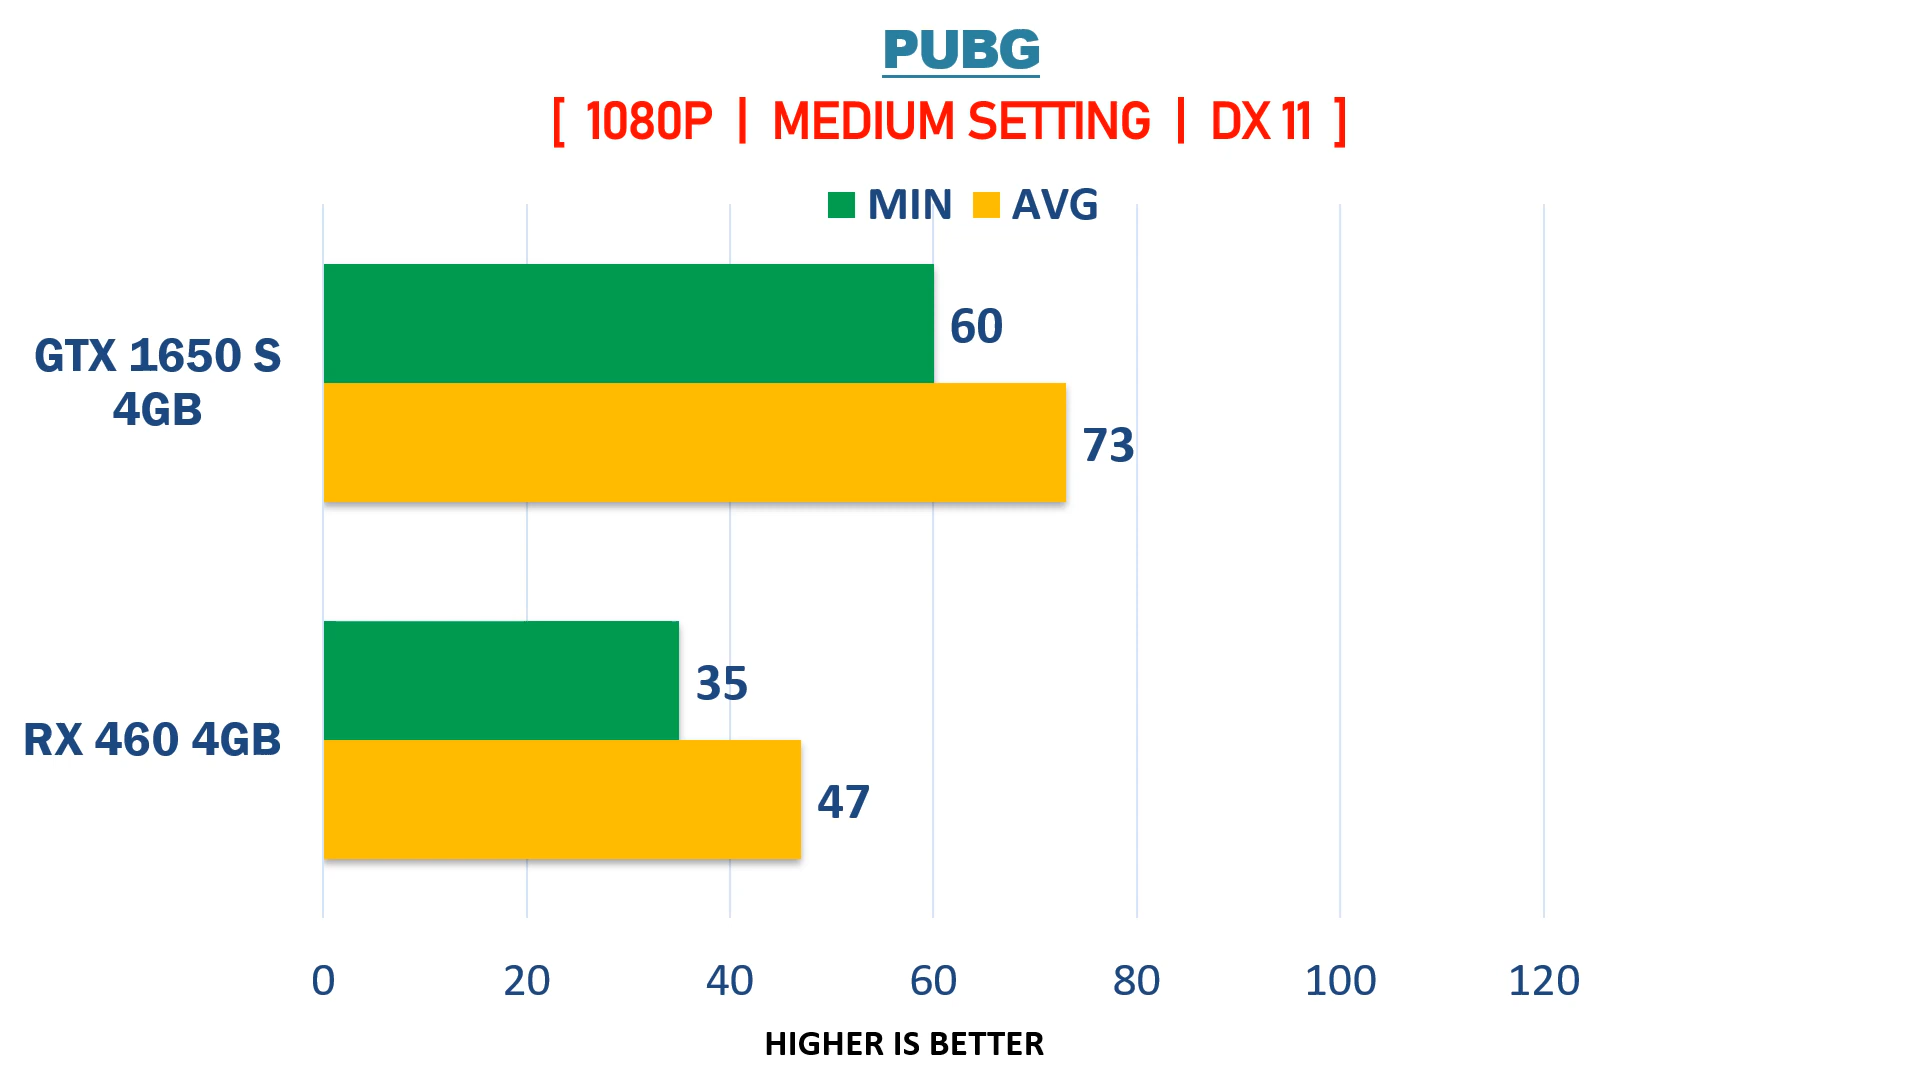 PUBG
[ 1080P | MEDIUM SETTING | DX 11 ]
MIN AVG
GTX 1650 S
4GB
60
73
RX 460 4GB
35
47
0 20 40 60 80 100 120
HIGHER IS BETTER